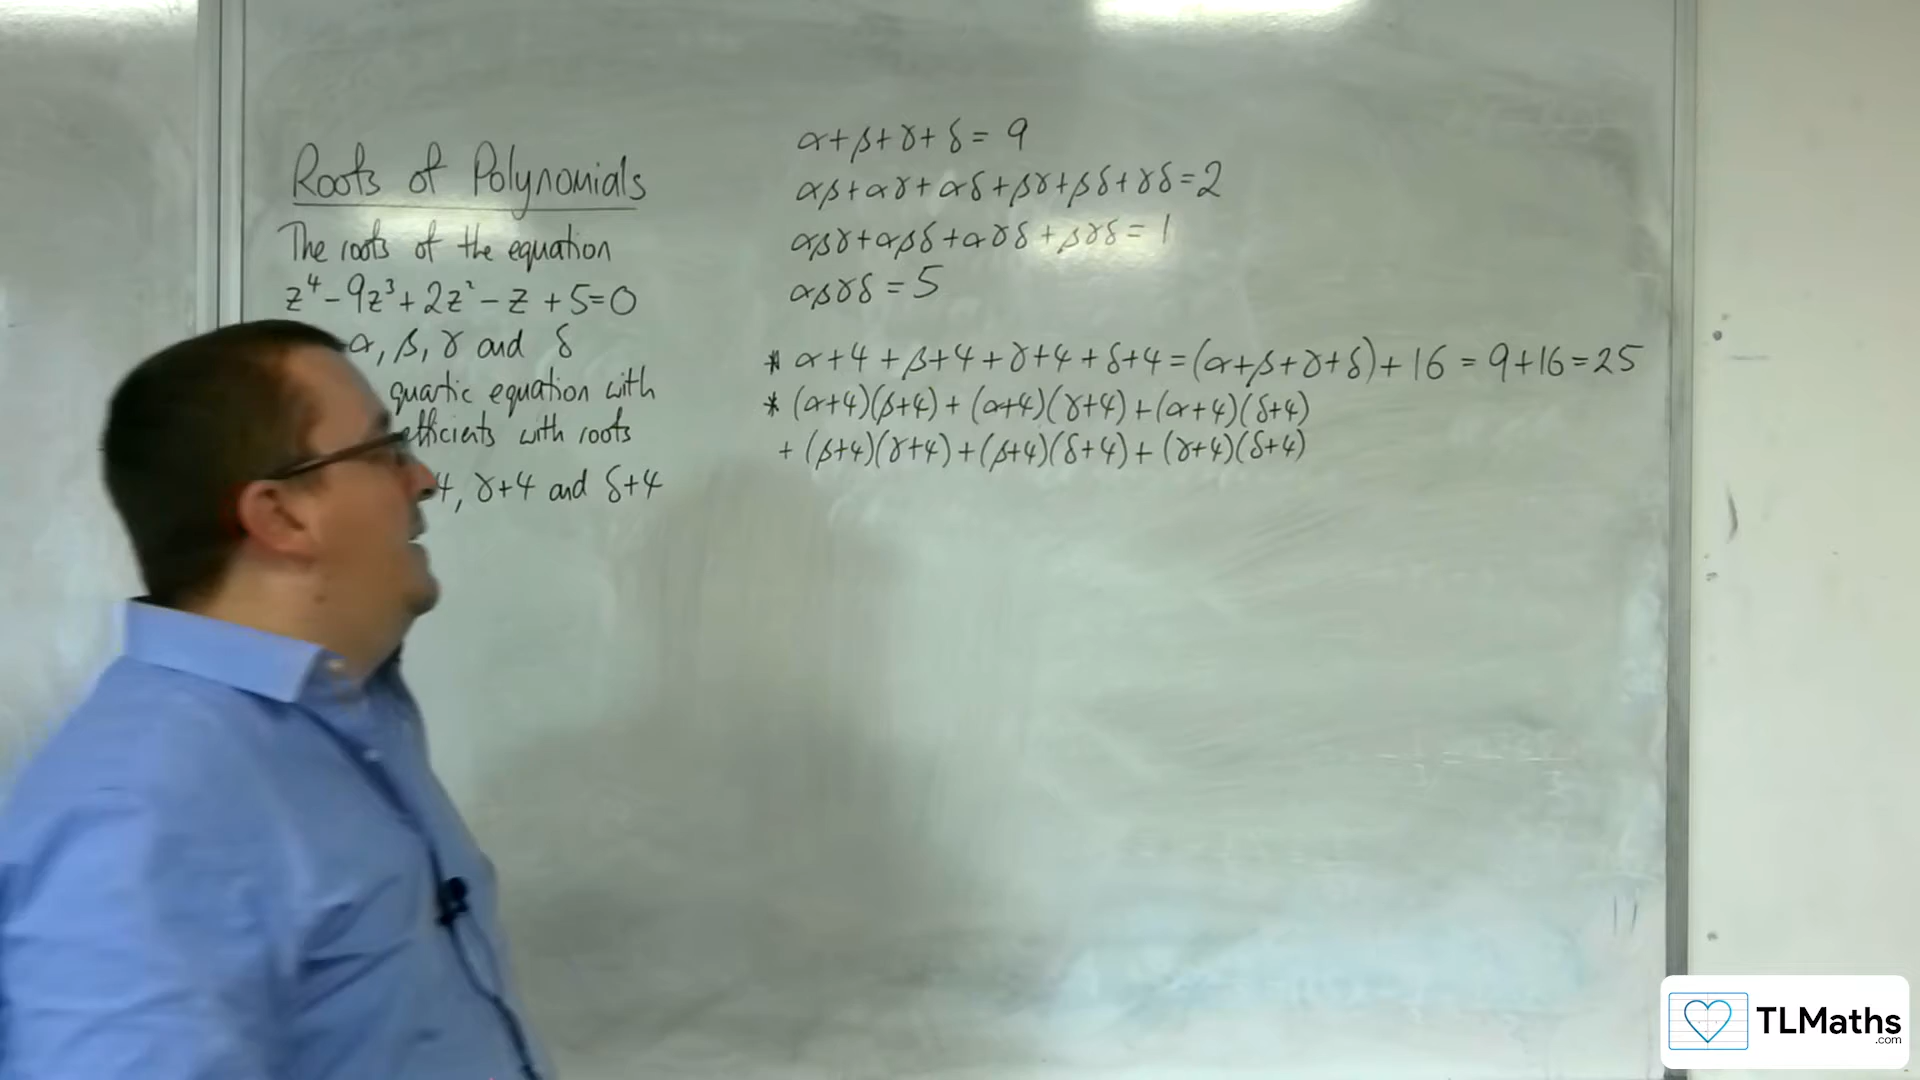 Roots of Polynomials
The roots of the equation
z⁴ - 9z³ + 2z² - z + 5 = 0
α, β, γ and δ
quartic equation with
efficients with roots
4, γ+4 and δ+4
α + β + γ + δ = 9
αβ + αγ + αδ + βγ + βδ + γδ = 2
αβγ + αβδ + αγδ + βγδ = 1
αβγδ = 5
* α+4 + β+4 + γ+4 + δ+4 = (α+β+γ+δ) + 16 = 9+16 = 25
* (α+4)(β+4) + (α+4)(γ+4) + (α+4)(δ+4)
+ (β+4)(γ+4) + (β+4)(δ+4) + (γ+4)(δ+4)
TLMaths
.com